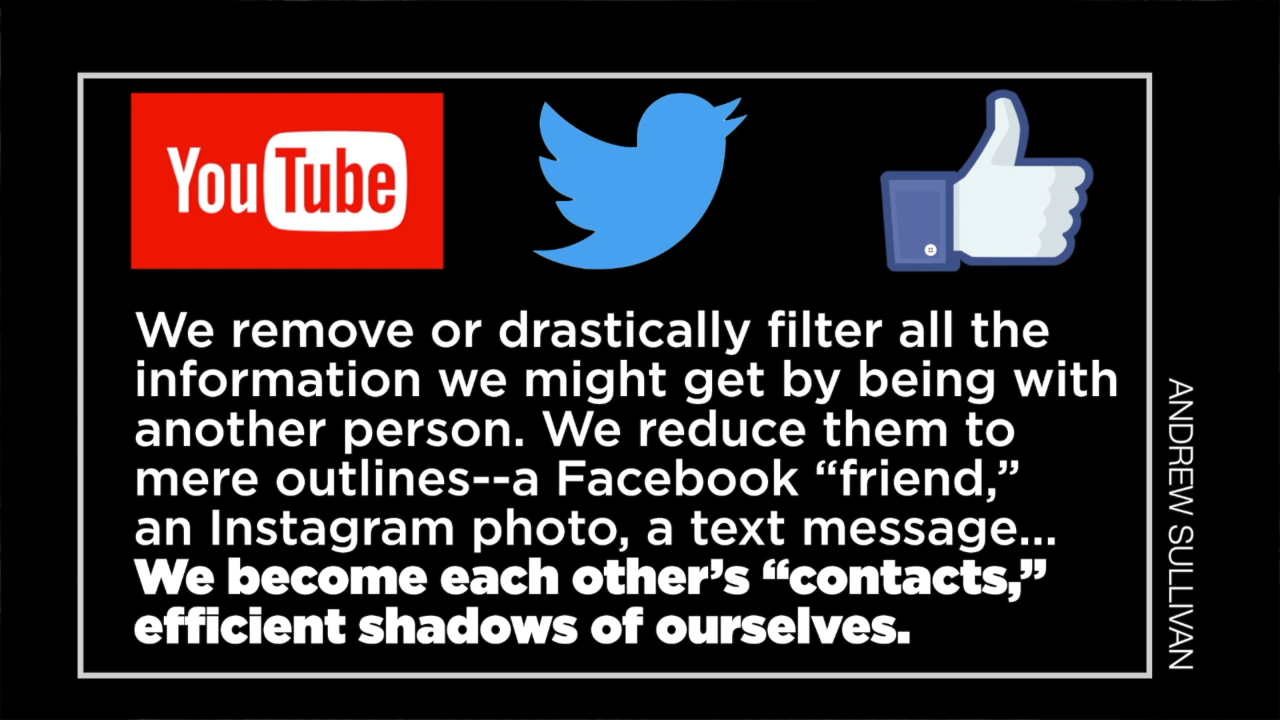 YouTube
We remove or drastically filter all the
information we might get by being with
another person. We reduce them to
mere outlines--a Facebook “friend,”
an Instagram photo, a text message...
We become each other’s “contacts,”
efficient shadows of ourselves.
ANDREW SULLIVAN